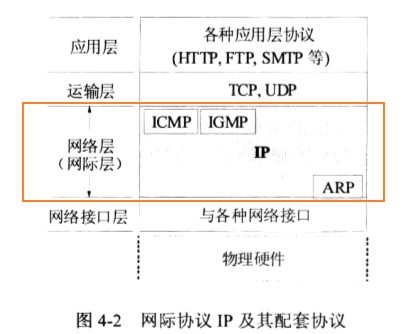 应用层
各种应用层协议
(HTTP, FTP, SMTP 等)
运输层
TCP, UDP
ICMP
IGMP
网络层
(网际层)
IP
ARP
网络接口层
与各种网络接口
物理硬件
图 4-2 网际协议 IP 及其配套协议